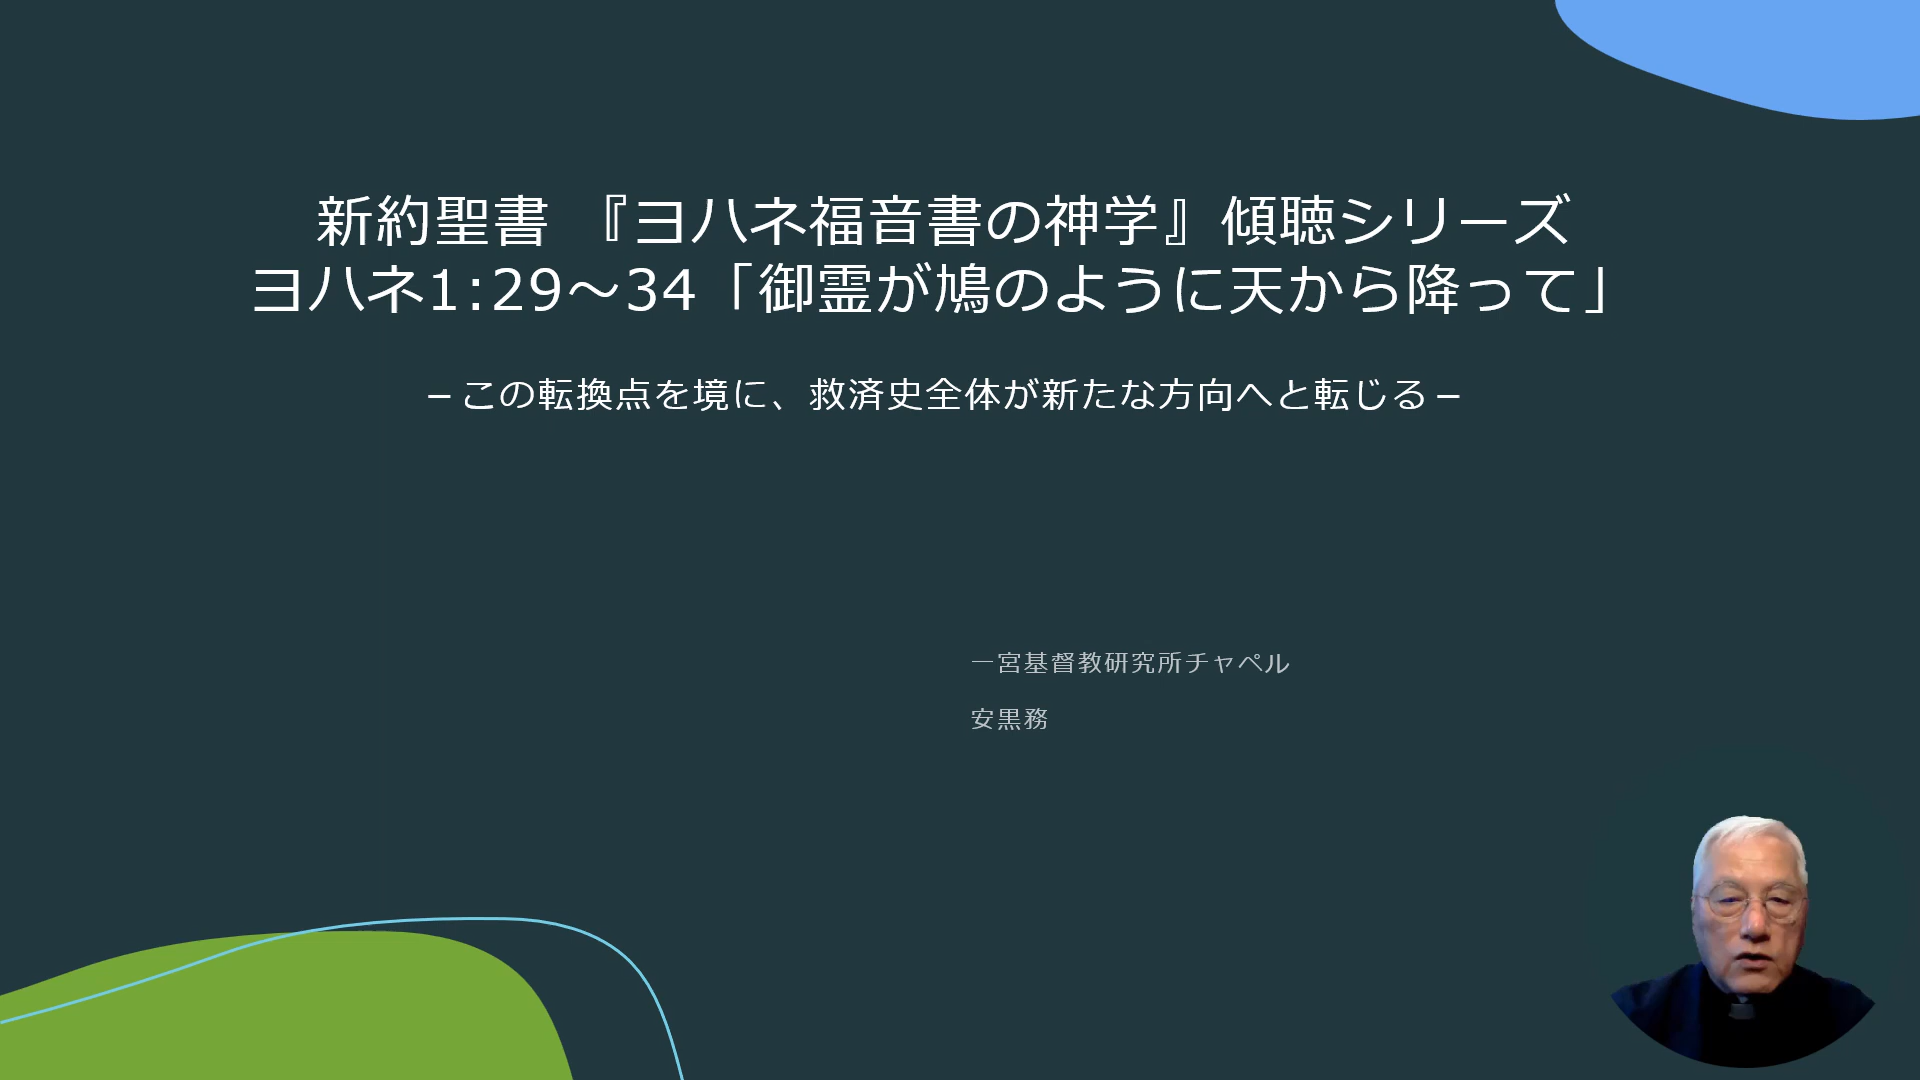 新約聖書 『ヨハネ福音書の神学』傾聴シリーズ
ヨハネ1:29～34「御霊が鳩のように天から降って」
－この転換点を境に、救済史全体が新たな方向へと転じる－
一宮基督教研究所チャペル
安黒務